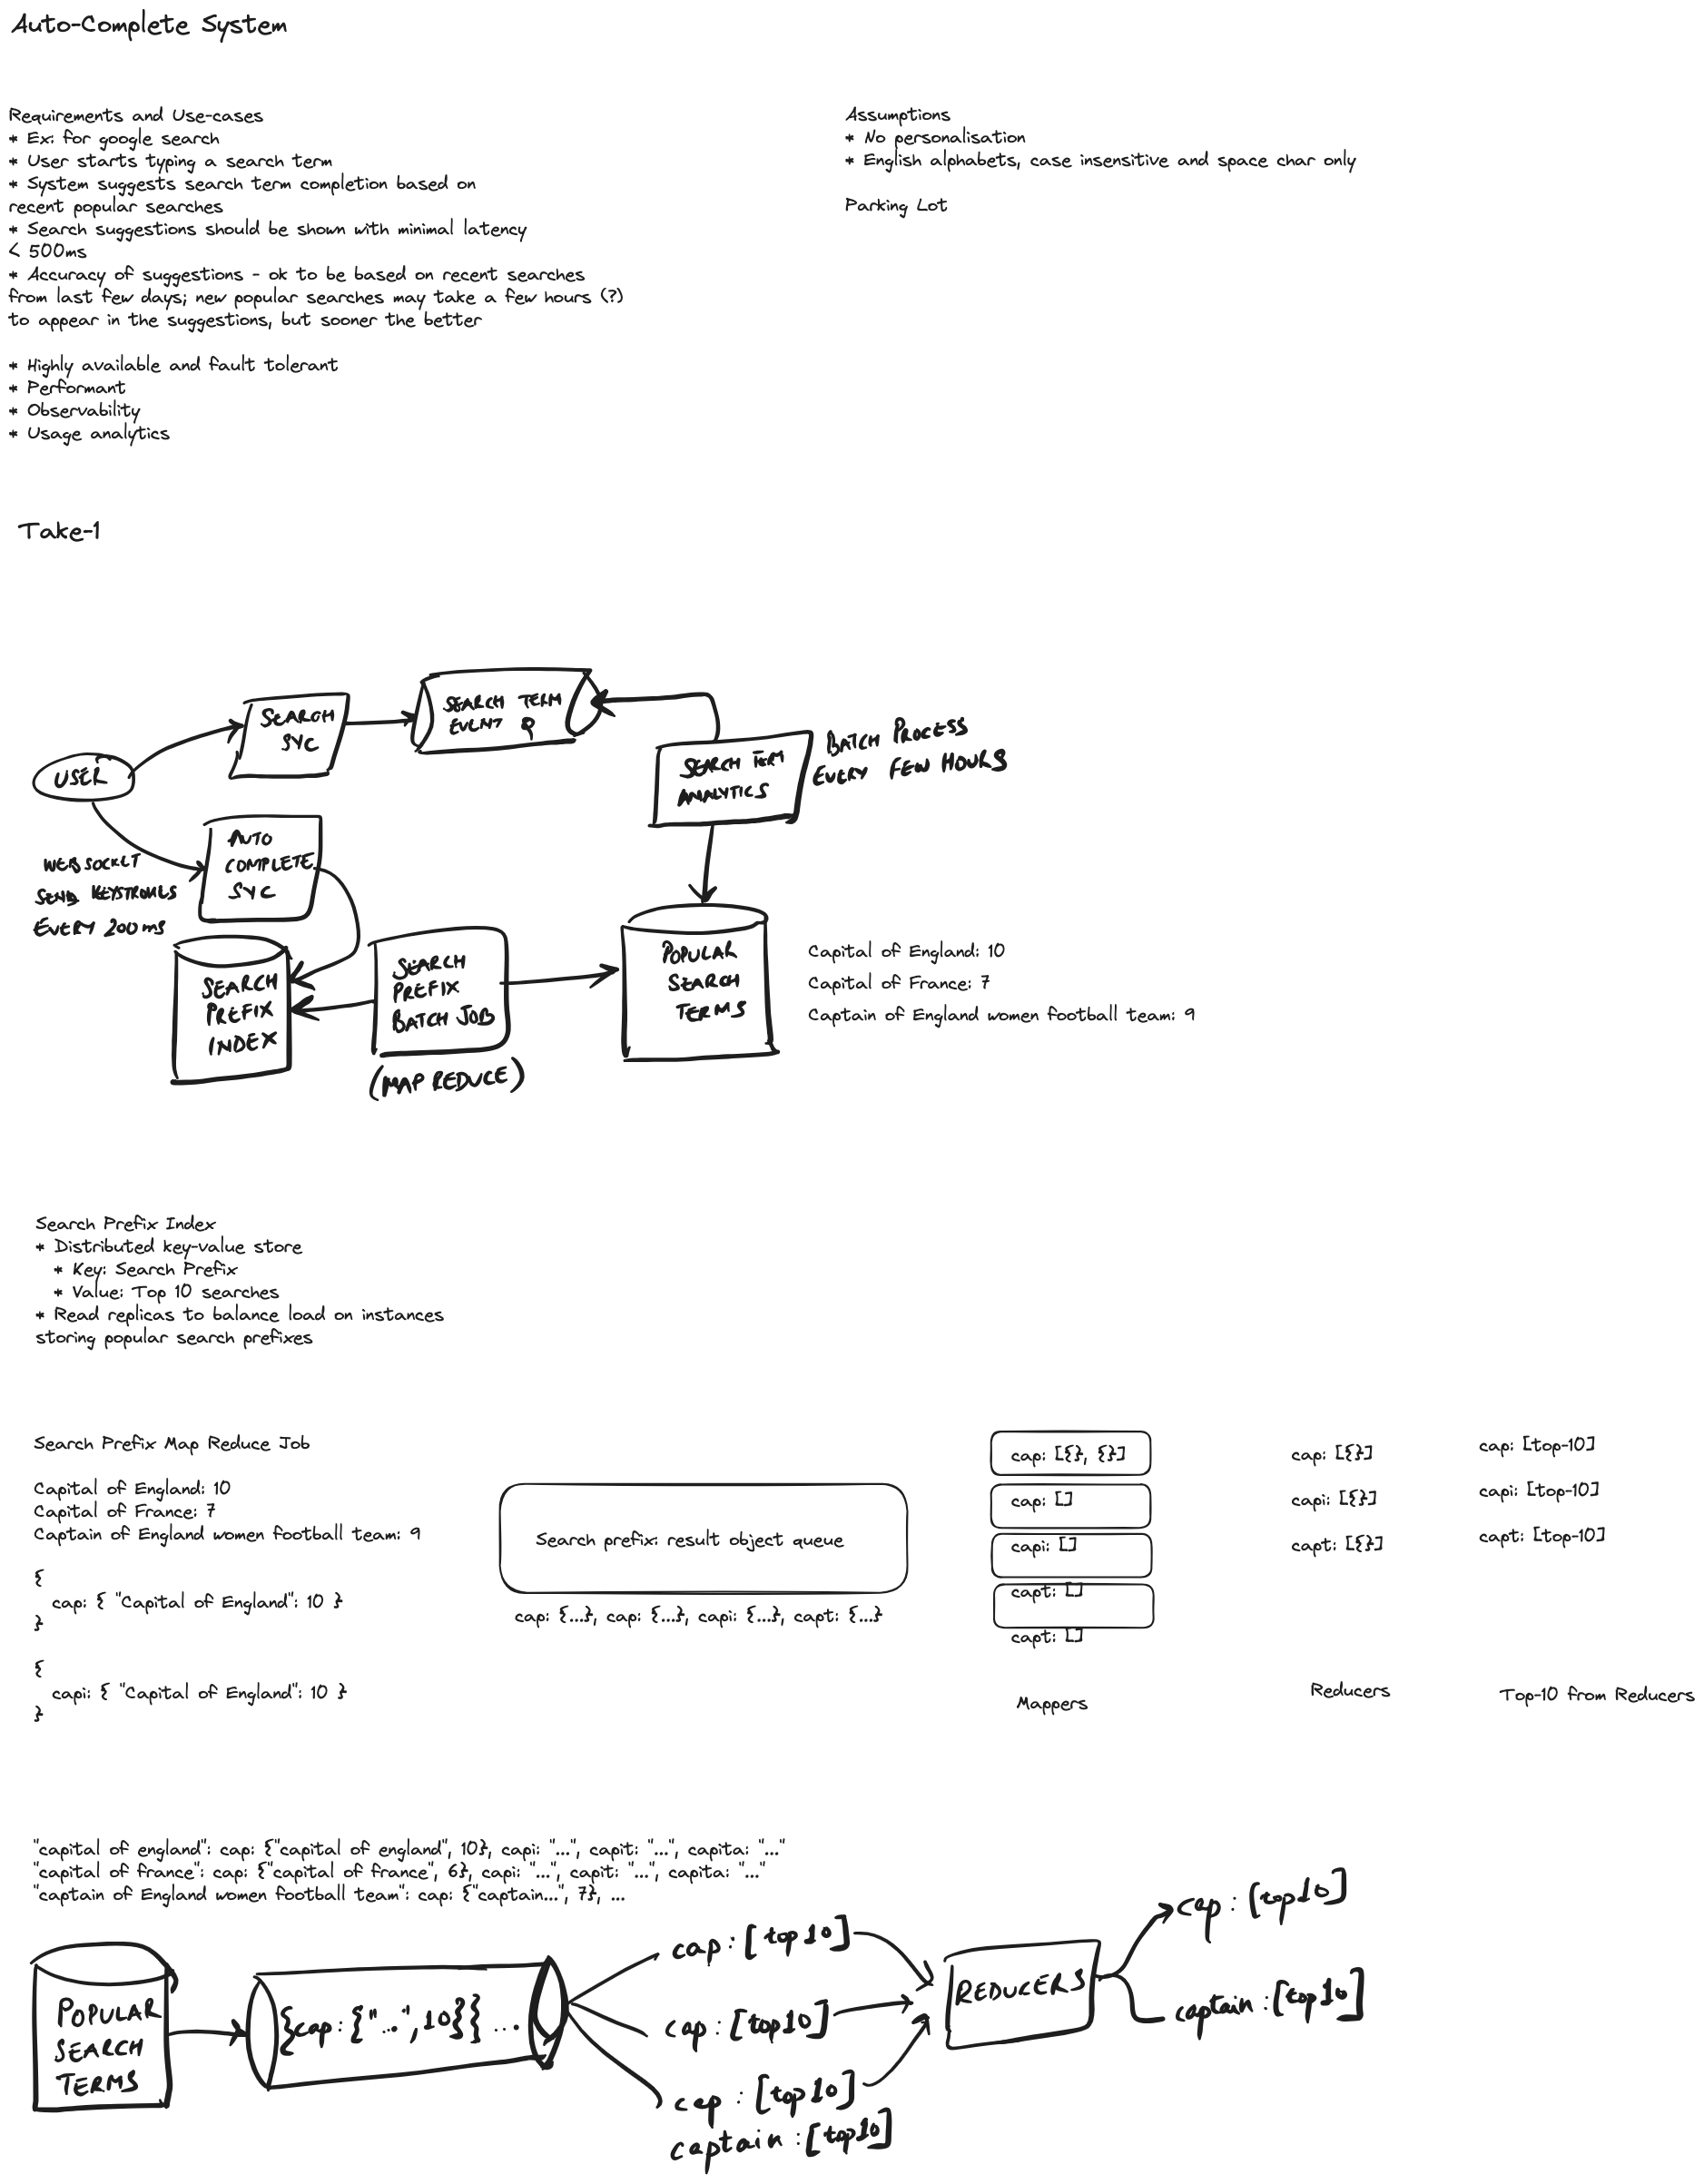 Auto-Complete System
Requirements and Use-cases
* Ex: for google search
* User starts typing a search term
* System suggests search term completion based on
recent popular searches
* Search suggestions should be shown with minimal latency
< 500ms
* Accuracy of suggestions - ok to be based on recent searches
from last few days; new popular searches may take a few hours (?)
to appear in the suggestions, but sooner the better
* Highly available and fault tolerant
* Performant
* Observability
* Usage analytics
Assumptions
* No personalisation
* English alphabets, case insensitive and space char only
Parking Lot
Take-1
USER
SEARCH
SVC
SEARCH TERM
EVENT Q
SEARCH TERM
ANALYTICS
BATCH PROCESS
EVERY FEW HOURS
AUTO
COMPLETE
SVC
WEBSOCKET
SEND KEYSTROKES
EVERY 200ms
SEARCH
PREFIX
INDEX
SEARCH
PREFIX
BATCH JOB
(MAP REDUCE)
POPULAR
SEARCH
TERMS
Capital of England: 10
Capital of France: 7
Captain of England women football team: 9
Search Prefix Index
* Distributed key-value store
* Key: Search Prefix
* Value: Top 10 searches
* Read replicas to balance load on instances
storing popular search prefixes
Search Prefix Map Reduce Job
Capital of England: 10
Capital of France: 7
Captain of England women football team: 9
{
cap: { "Capital of England": 10 }
}
{
capi: { "Capital of England": 10 }
}
Search prefix: result object queue
cap: {...}, cap: {...}, capi: {...}, capt: {...}
cap: [{}, {}]
cap: []
capi: []
capt: []
capt: []
Mappers
cap: [{}]
capi: [{}]
capt: [{}]
Reducers
cap: [top-10]
capi: [top-10]
capt: [top-10]
Top-10 from Reducers
"capital of england": cap: {"capital of england", 10}, capi: "...", capit: "...", capita: "..."
"capital of france": cap: {"capital of france", 6}, capi: "...", capit: "...", capita: "..."
"captain of England women football team": cap: {"captain...", 7}, ...
POPULAR
SEARCH
TERMS
{cap: {"...", 10}{ ...
cap : [top10]
cap : [top10]
cap : [top10]
captain : [top10]
REDUCERS
cap : [top10]
captain : [top10]